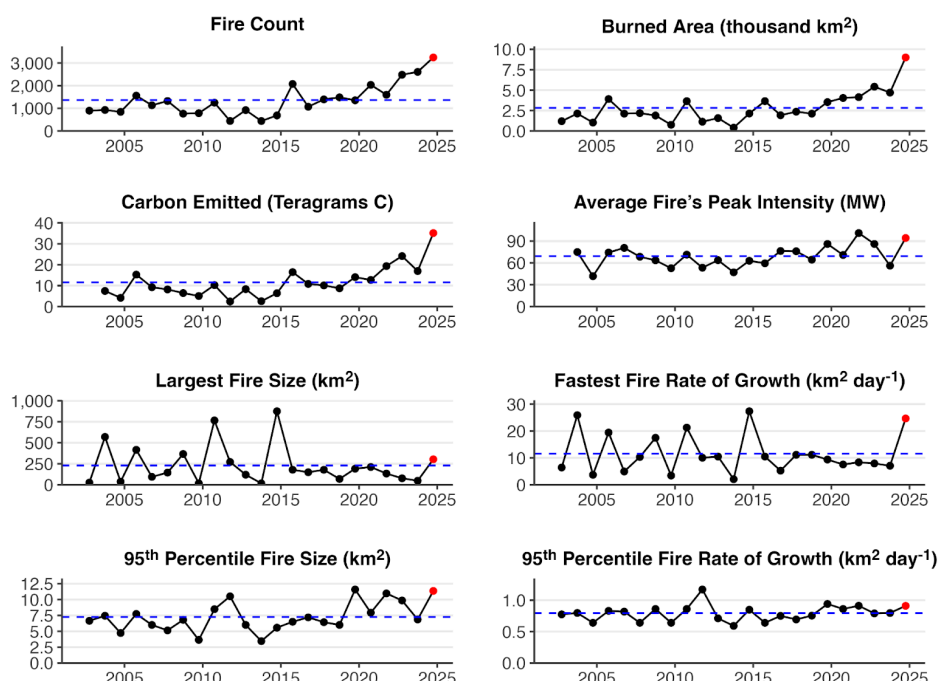 Fire Count
3,000
2,000
1,000
0
2005 2010 2015 2020 2025
Burned Area (thousand km²)
10.0
7.5
5.0
2.5
0.0
2005 2010 2015 2020 2025
Carbon Emitted (Teragrams C)
40
30
20
10
0
2005 2010 2015 2020 2025
Average Fire's Peak Intensity (MW)
90
60
30
0
2005 2010 2015 2020 2025
Largest Fire Size (km²)
1,000
750
500
250
0
2005 2010 2015 2020 2025
Fastest Fire Rate of Growth (km² day⁻¹)
30
20
10
0
2005 2010 2015 2020 2025
95ᵗʰ Percentile Fire Size (km²)
12.5
10.0
7.5
5.0
2.5
0.0
2005 2010 2015 2020 2025
95ᵗʰ Percentile Fire Rate of Growth (km² day⁻¹)
1.0
0.5
0.0
2005 2010 2015 2020 2025